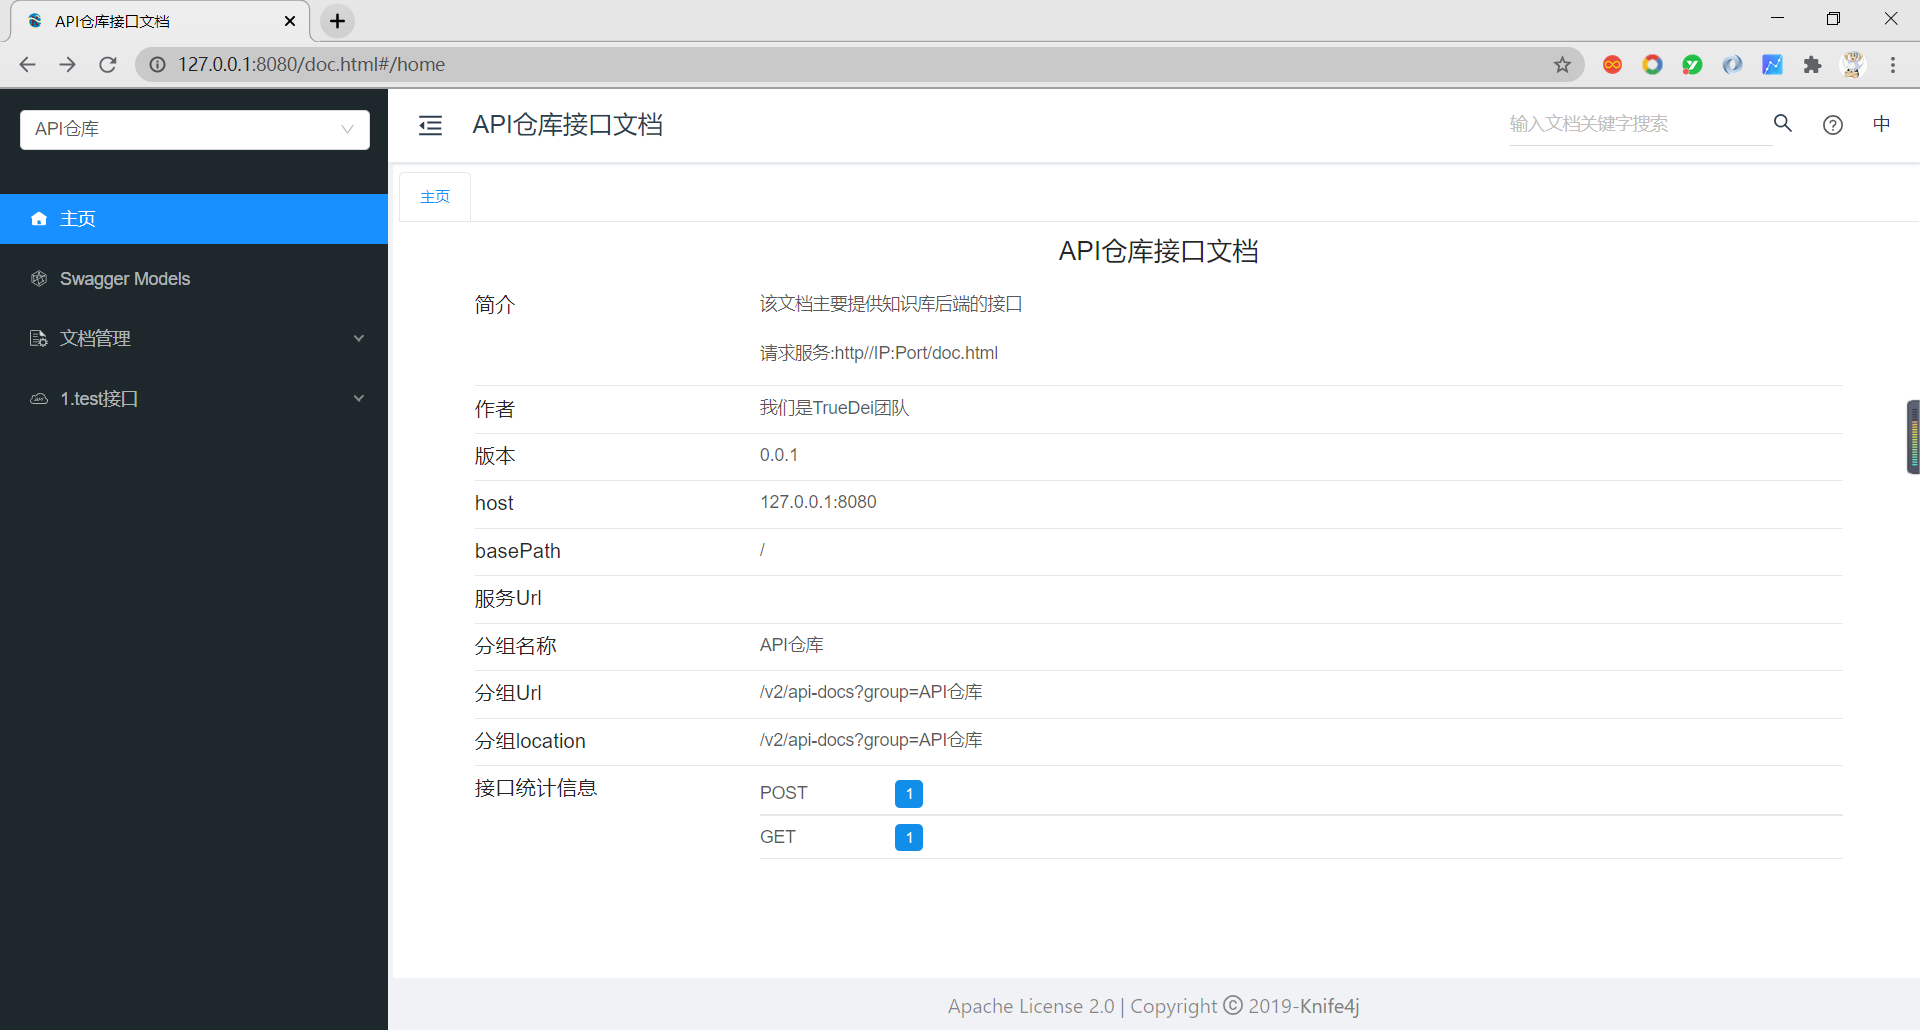 API仓库接口文档
127.0.0.1:8080/doc.html#/home
API仓库
API仓库接口文档
输入文档关键字搜索
中
主页
主页
Swagger Models
文档管理
1.test接口
API仓库接口文档
简介
该文档主要提供知识库后端的接口
请求服务:http//IP:Port/doc.html
作者
我们是TrueDei团队
版本
0.0.1
host
127.0.0.1:8080
basePath
/
服务Url
分组名称
API仓库
分组Url
/v2/api-docs?group=API仓库
分组location
/v2/api-docs?group=API仓库
接口统计信息
POST 1
GET 1
Apache License 2.0 | Copyright © 2019-Knife4j